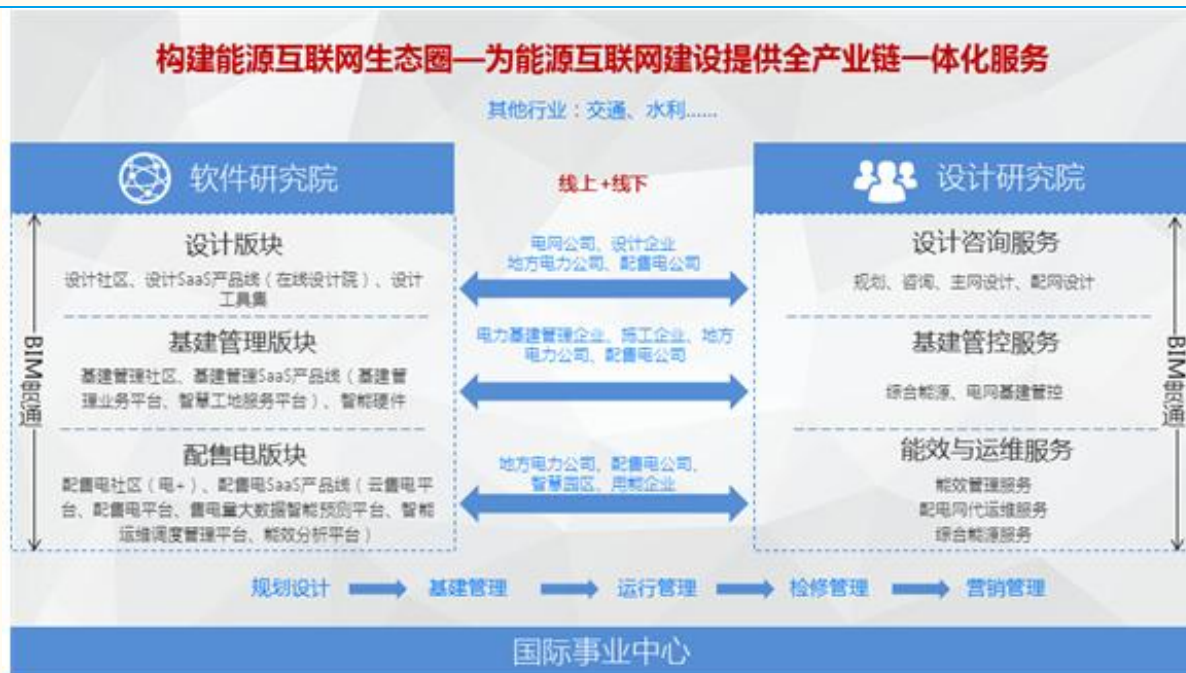 构建能源互联网生态圈—为能源互联网建设提供全产业链一体化服务
其他行业：交通、水利......
软件研究院
线上+线下
设计研究院
BIM贯通
设计版块
设计社区、设计SaaS产品线（在线设计院）、设计
工具集
基建管理版块
基建管理社区、基建管理SaaS产品线（基建管
理业务平台、智慧工地服务平台）、智能硬件
配售电版块
配售电社区（电+）、配售电SaaS产品线（云售电平
台、配售电平台、售电量大数据智能预测平台、智能
运维调度管理平台、能效分析平台）
电网公司、设计企业
地方电力公司、配售电公司
电力基建管理企业、施工企业、地方
电力公司、配售电公司
地方电力公司、配售电公司、
智慧园区、用能企业
设计咨询服务
规划、咨询、主网设计、配网设计
基建管控服务
综合能源、电网基建管控
能效与运维服务
能效管理服务
配电网代运维服务
综合能源服务
BIM贯通
规划设计
基建管理
运行管理
检修管理
营销管理
国际事业中心